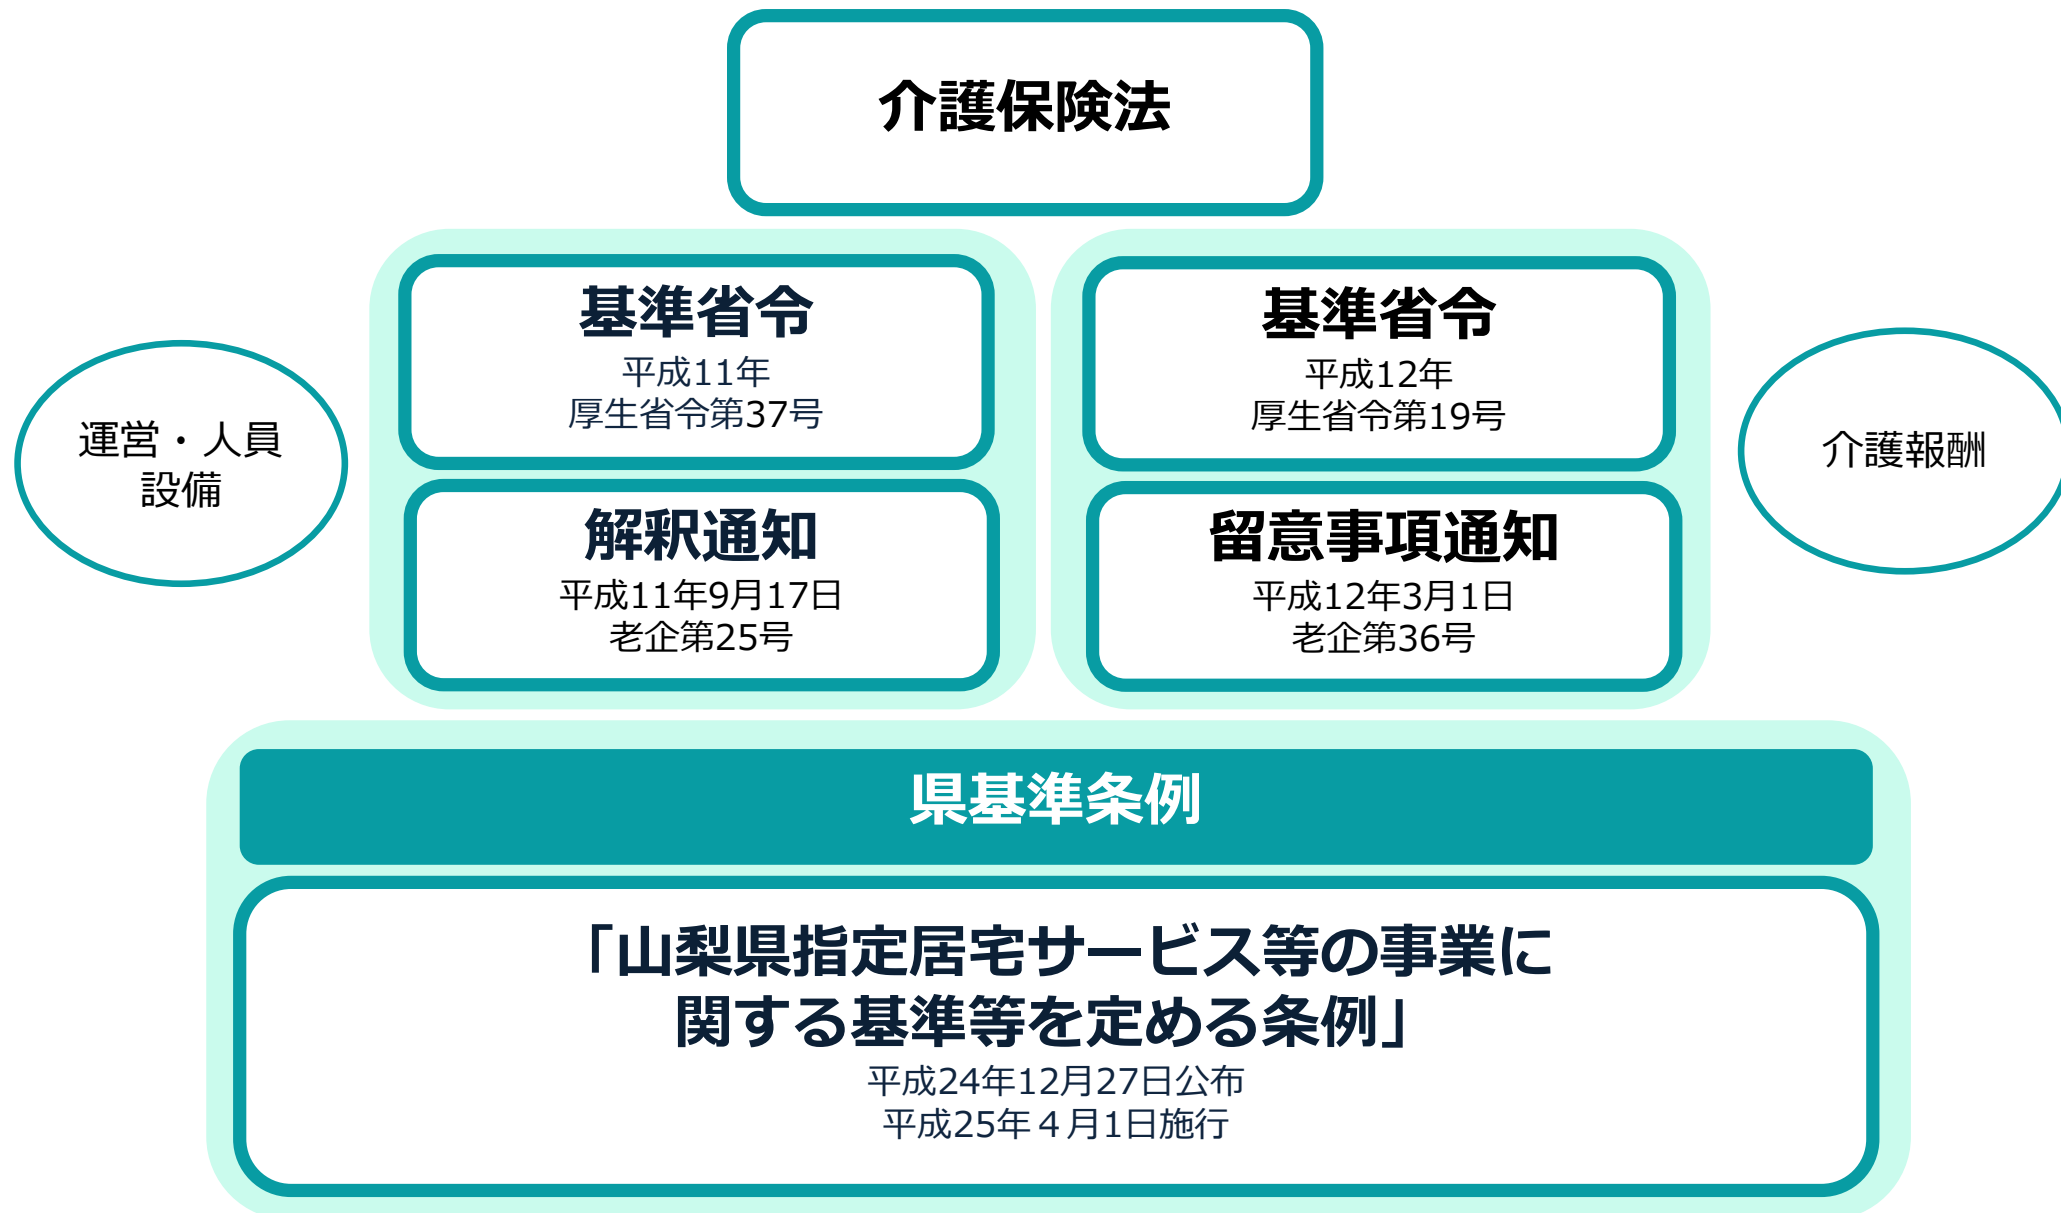 介護保険法
運営・人員
設備
基準省令
平成11年
厚生省令第37号
解釈通知
平成11年9月17日
老企第25号
基準省令
平成12年
厚生省令第19号
留意事項通知
平成12年3月1日
老企第36号
介護報酬
県基準条例
「山梨県指定居宅サービス等の事業に
関する基準等を定める条例」
平成24年12月27日公布
平成25年４月1日施行